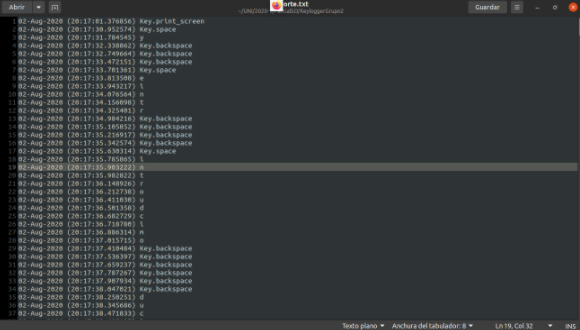 Abrir
orte.txt
Guardar
1 02-Aug-2020 (20:17:01.376856) Key.print_screen
2 02-Aug-2020 (20:17:30.952574) Key.space
3 02-Aug-2020 (20:17:31.784545) y
4 02-Aug-2020 (20:17:32.338062) Key.backspace
5 02-Aug-2020 (20:17:32.749664) Key.backspace
6 02-Aug-2020 (20:17:33.472151) Key.backspace
7 02-Aug-2020 (20:17:33.701361) Key.space
8 02-Aug-2020 (20:17:33.813508) e
9 02-Aug-2020 (20:17:33.943217) l
10 02-Aug-2020 (20:17:34.076564) n
11 02-Aug-2020 (20:17:34.156098) t
12 02-Aug-2020 (20:17:34.325401) r
13 02-Aug-2020 (20:17:34.984216) Key.backspace
14 02-Aug-2020 (20:17:35.105852) Key.backspace
15 02-Aug-2020 (20:17:35.216917) Key.backspace
16 02-Aug-2020 (20:17:35.342574) Key.backspace
17 02-Aug-2020 (20:17:35.630314) Key.space
18 02-Aug-2020 (20:17:35.785865) i
19 02-Aug-2020 (20:17:35.903222) n
20 02-Aug-2020 (20:17:35.982822) t
21 02-Aug-2020 (20:17:36.148926) r
22 02-Aug-2020 (20:17:36.212738) o
23 02-Aug-2020 (20:17:36.411030) u
24 02-Aug-2020 (20:17:36.501358) d
25 02-Aug-2020 (20:17:36.602729) c
26 02-Aug-2020 (20:17:36.718780) i
27 02-Aug-2020 (20:17:36.886314) m
28 02-Aug-2020 (20:17:37.015715) o
29 02-Aug-2020 (20:17:37.410484) Key.backspace
30 02-Aug-2020 (20:17:37.536397) Key.backspace
31 02-Aug-2020 (20:17:37.659237) Key.backspace
32 02-Aug-2020 (20:17:37.787267) Key.backspace
33 02-Aug-2020 (20:17:37.907934) Key.backspace
34 02-Aug-2020 (20:17:38.047021) Key.backspace
35 02-Aug-2020 (20:17:38.250251) d
36 02-Aug-2020 (20:17:38.345686) u
37 02-Aug-2020 (20:17:38.471833) c
Texto plano Anchura del tabulador: 8 Ln 19, Col 32 INS